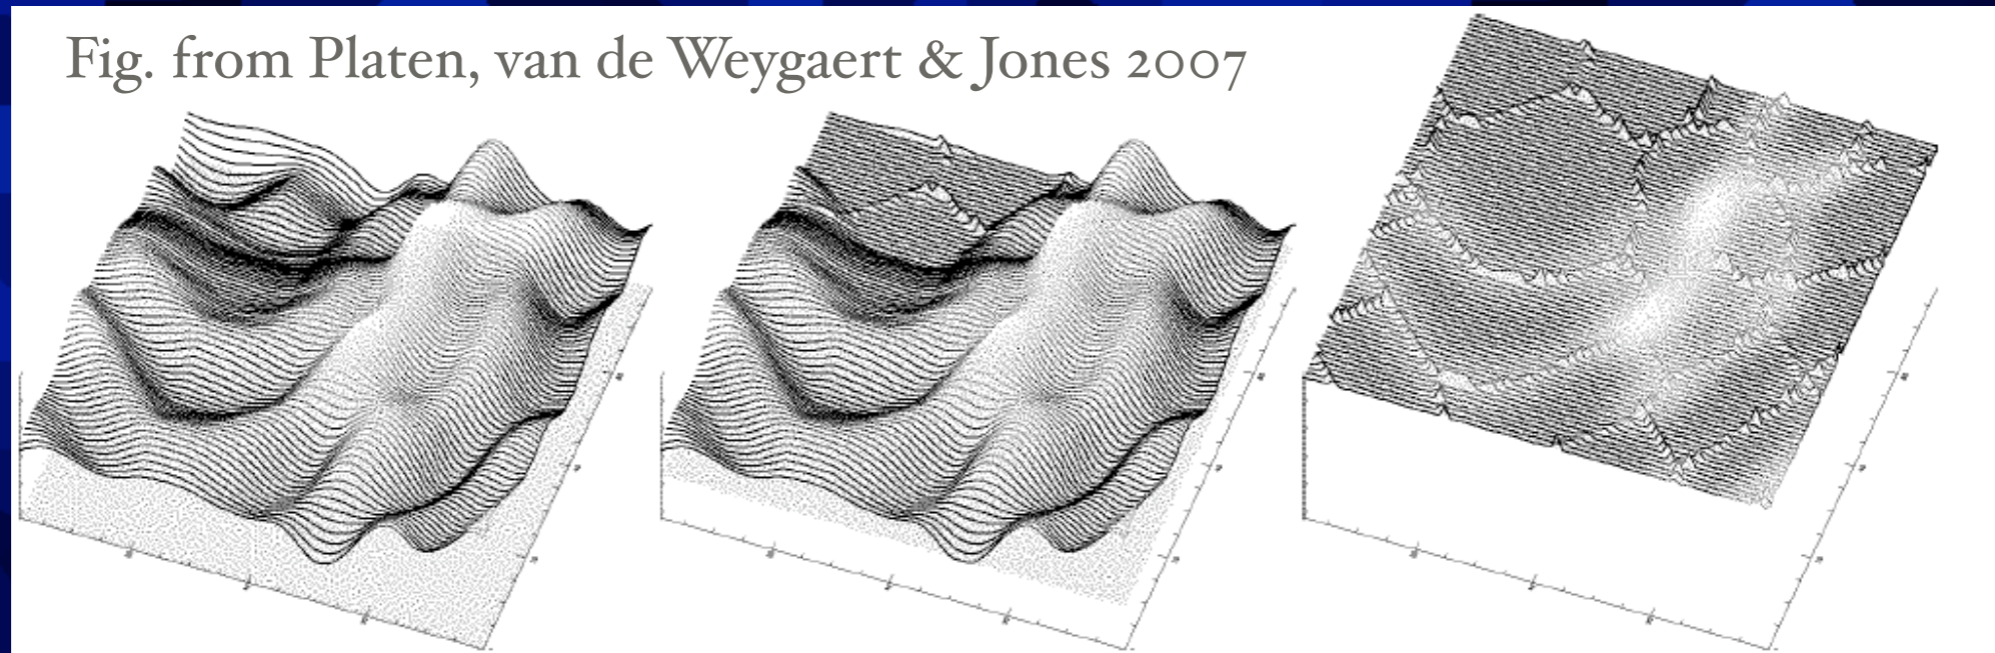 Fig. from Platen, van de Weygaert & Jones 2007